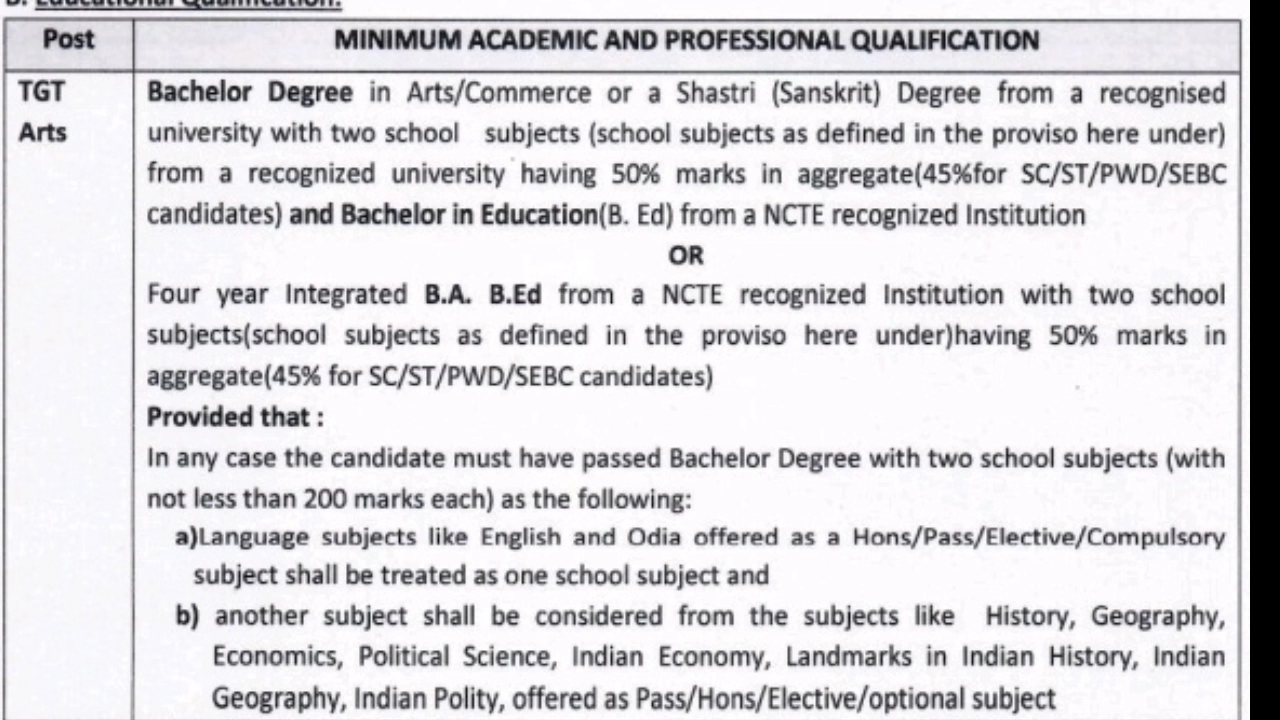 B. Educational Qualification:
Post MINIMUM ACADEMIC AND PROFESSIONAL QUALIFICATION
TGT Bachelor Degree in Arts/Commerce or a Shastri (Sanskrit) Degree from a recognised
Arts university with two school subjects (school subjects as defined in the proviso here under)
from a recognized university having 50% marks in aggregate(45%for SC/ST/PWD/SEBC
candidates) and Bachelor in Education(B. Ed) from a NCTE recognized Institution
OR
Four year Integrated B.A. B.Ed from a NCTE recognized Institution with two school
subjects(school subjects as defined in the proviso here under)having 50% marks in
aggregate(45% for SC/ST/PWD/SEBC candidates)
Provided that :
In any case the candidate must have passed Bachelor Degree with two school subjects (with
not less than 200 marks each) as the following:
a)Language subjects like English and Odia offered as a Hons/Pass/Elective/Compulsory
subject shall be treated as one school subject and
b) another subject shall be considered from the subjects like History, Geography,
Economics, Political Science, Indian Economy, Landmarks in Indian History, Indian
Geography, Indian Polity, offered as Pass/Hons/Elective/optional subject